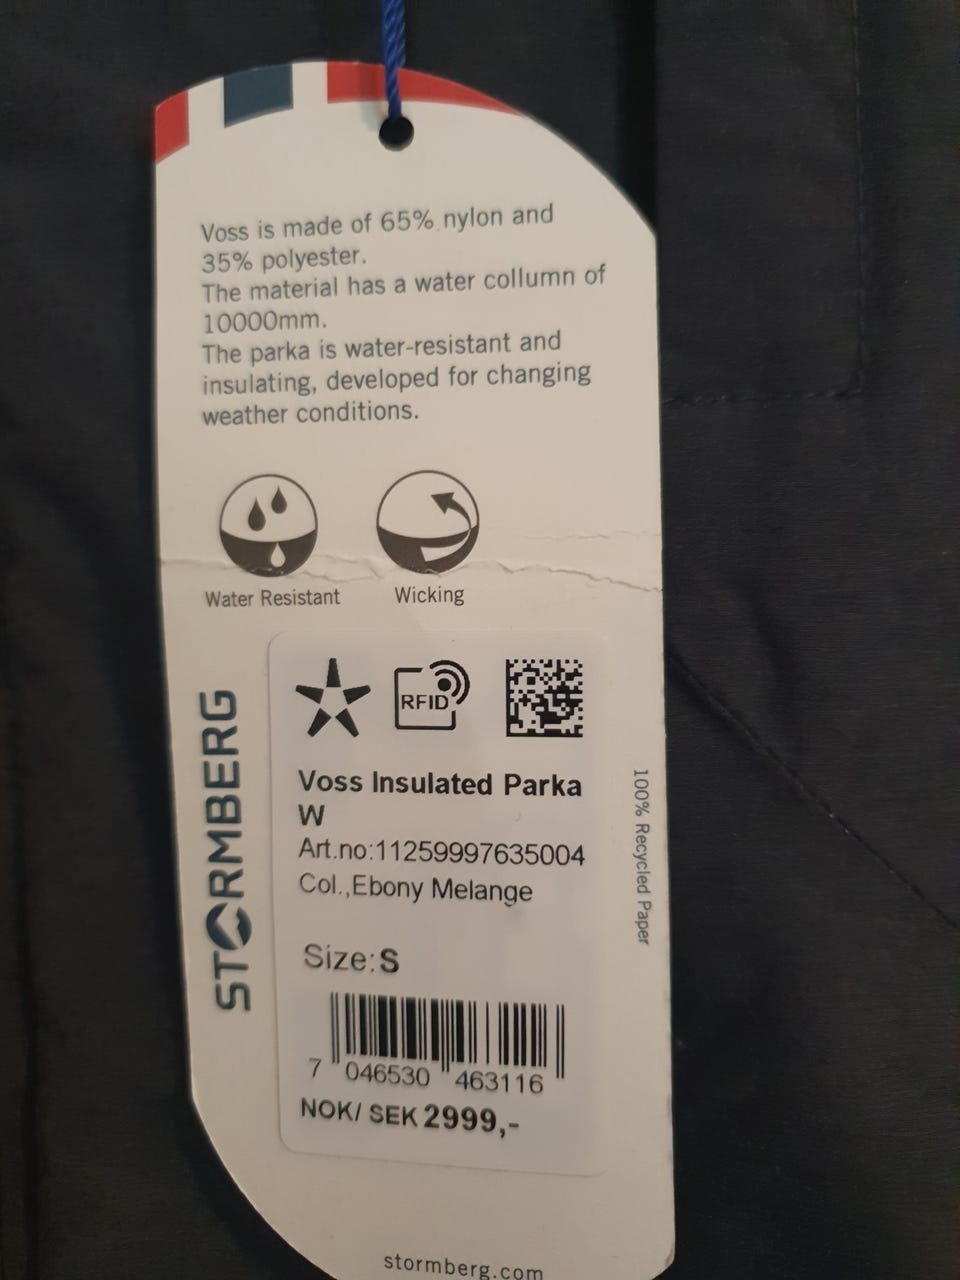 Voss is made of 65% nylon and
35% polyester.
The material has a water collumn of
10000mm.
The parka is water-resistant and
insulating, developed for changing
weather conditions.
Water Resistant
Wicking
STORMBERG
RFID
Voss Insulated Parka
W
Art.no:11259997635004
Col.,Ebony Melange
Size:S
7 046530 463116
NOK/ SEK 2999,-
100% Recycled Paper
stormberg.com